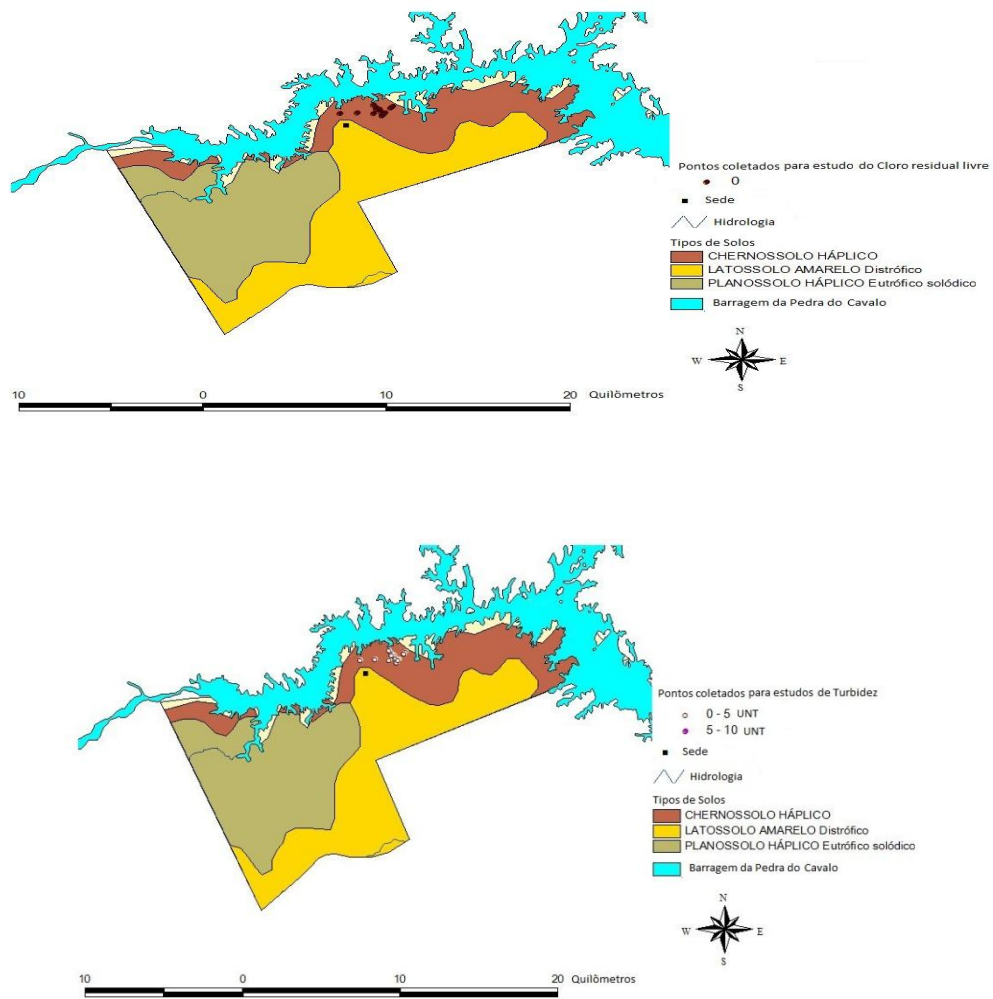 Pontos coletados para estudo do Cloro residual livre
0
Sede
Hidrologia
Tipos de Solos
CHERNOSSOLO HÁPLICO
LATOSSOLO AMARELO Distrófico
PLANOSSOLO HÁPLICO Eutrófico solódico
Barragem da Pedra do Cavalo
N
W E
S
10 0 10 20 Quilômetros
Pontos coletados para estudos de Turbidez
0 - 5 UNT
5 - 10 UNT
Sede
Hidrologia
Tipos de Solos
CHERNOSSOLO HÁPLICO
LATOSSOLO AMARELO Distrófico
PLANOSSOLO HÁPLICO Eutrófico solódico
Barragem da Pedra do Cavalo
N
W E
S
10 0 10 20 Quilômetros